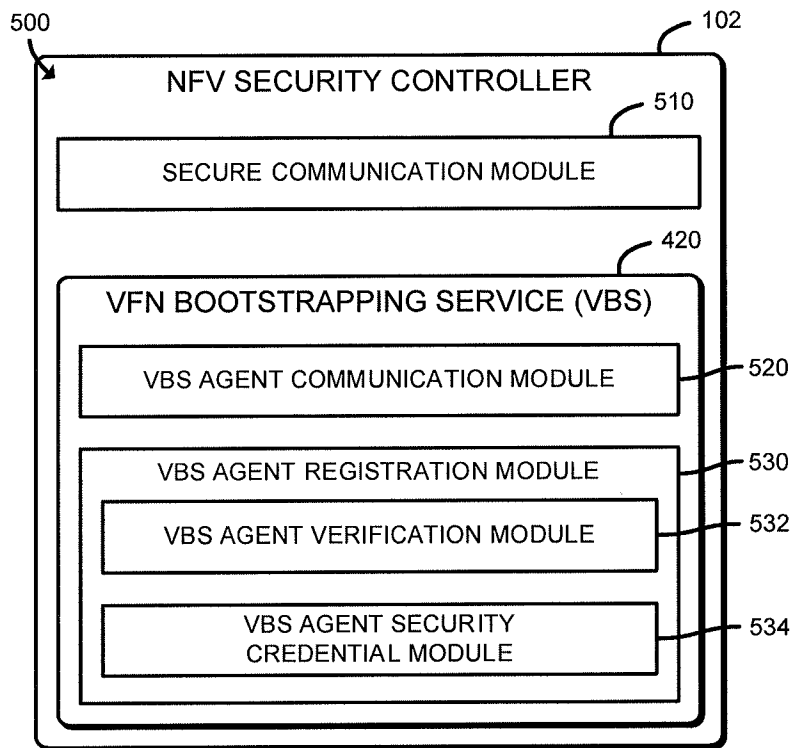 500
102
NFV SECURITY CONTROLLER
510
SECURE COMMUNICATION MODULE
420
VFN BOOTSTRAPPING SERVICE (VBS)
VBS AGENT COMMUNICATION MODULE
520
VBS AGENT REGISTRATION MODULE
530
VBS AGENT VERIFICATION MODULE
532
VBS AGENT SECURITY
CREDENTIAL MODULE
534